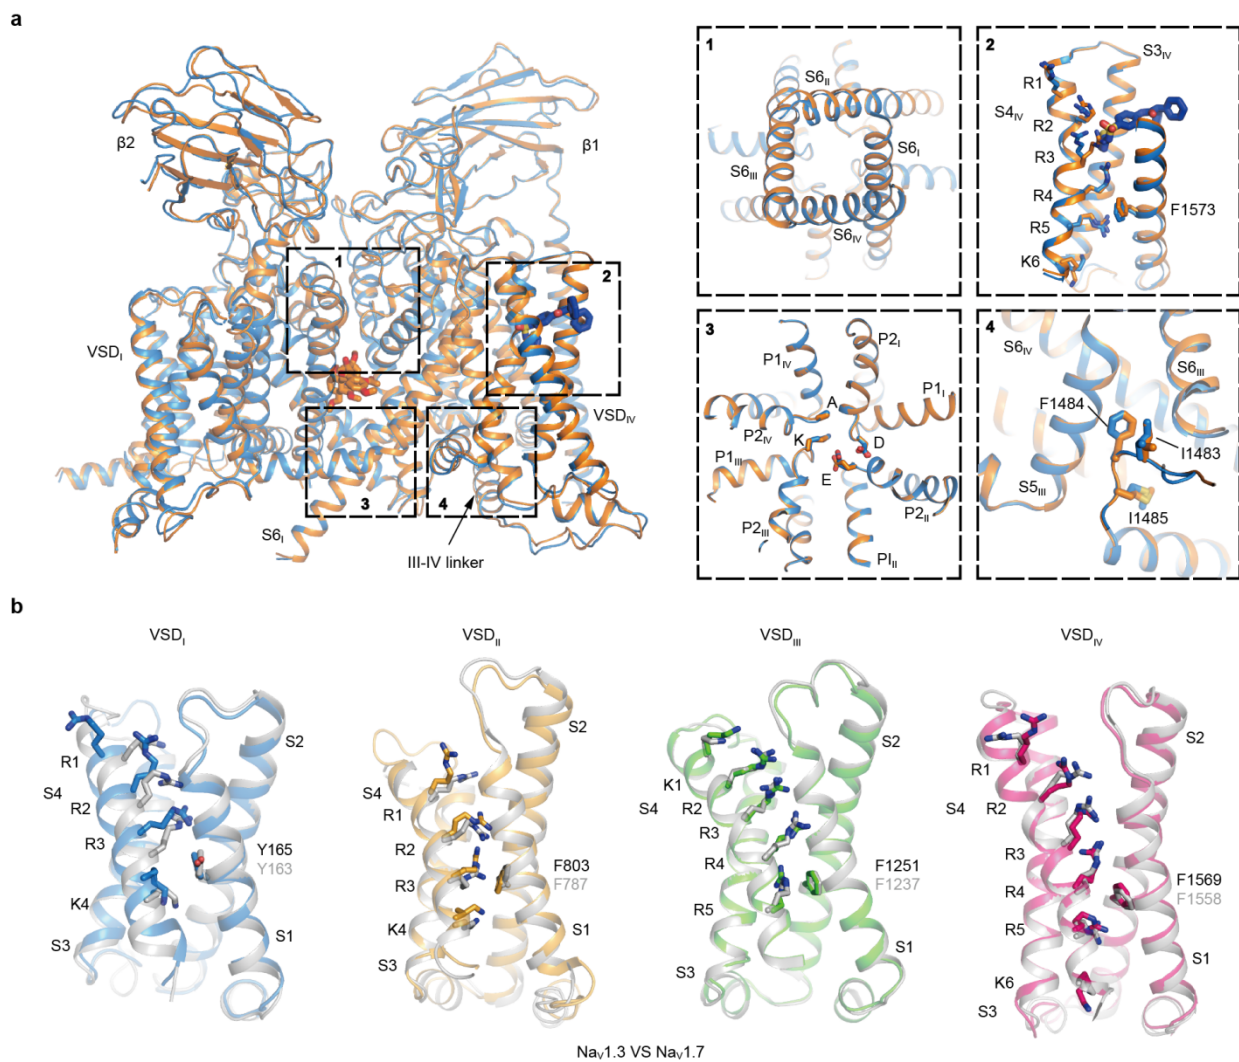 a
β2
β1
1
2
VSD_I
VSD_IV
3
4
S6_I
III-IV linker
1
S6_II
S6_I
S6_III
S6_IV
2
S3_IV
R1
S4_IV
R2
R3
R4
F1573
R5
K6
3
P1_IV
P2_I
P1_I
A
P2_IV
K
D
P1_III
E
P2_II
P2_III
PI_II
4
S6_IV
S6_III
F1484
I1483
S5_III
I1485
b
VSD_I
VSD_II
VSD_III
VSD_IV
S2
R1
S4
R2
R3
Y165
Y163
K4
S3
S1
S2
S4
R1
R2
R3
F803
F787
K4
S3
S1
S2
K1
S4
R2
R3
R4
F1251
F1237
R5
S3
S1
S2
R1
S4
R2
R3
R4
F1569
F1558
R5
S1
K6
S3
Na_V1.3 VS Na_V1.7